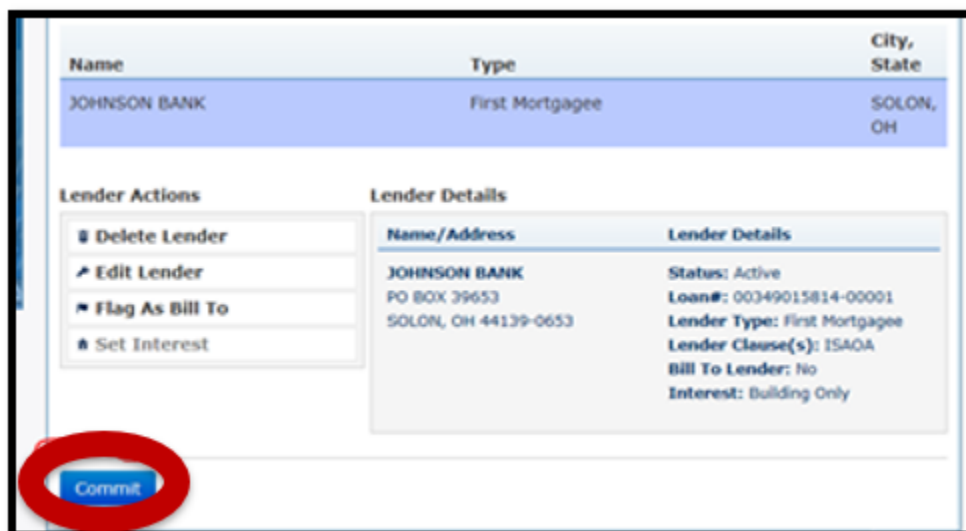 Name Type City, State
JOHNSON BANK First Mortgagee SOLON, OH
Lender Actions
Delete Lender
Edit Lender
Flag As Bill To
Set Interest
Lender Details
Name/Address Lender Details
JOHNSON BANK
PO BOX 39653
SOLON, OH 44139-0653
Status: Active
Loan#: 00349015814-00001
Lender Type: First Mortgagee
Lender Clause(s): ISAOA
Bill To Lender: No
Interest: Building Only
Commit